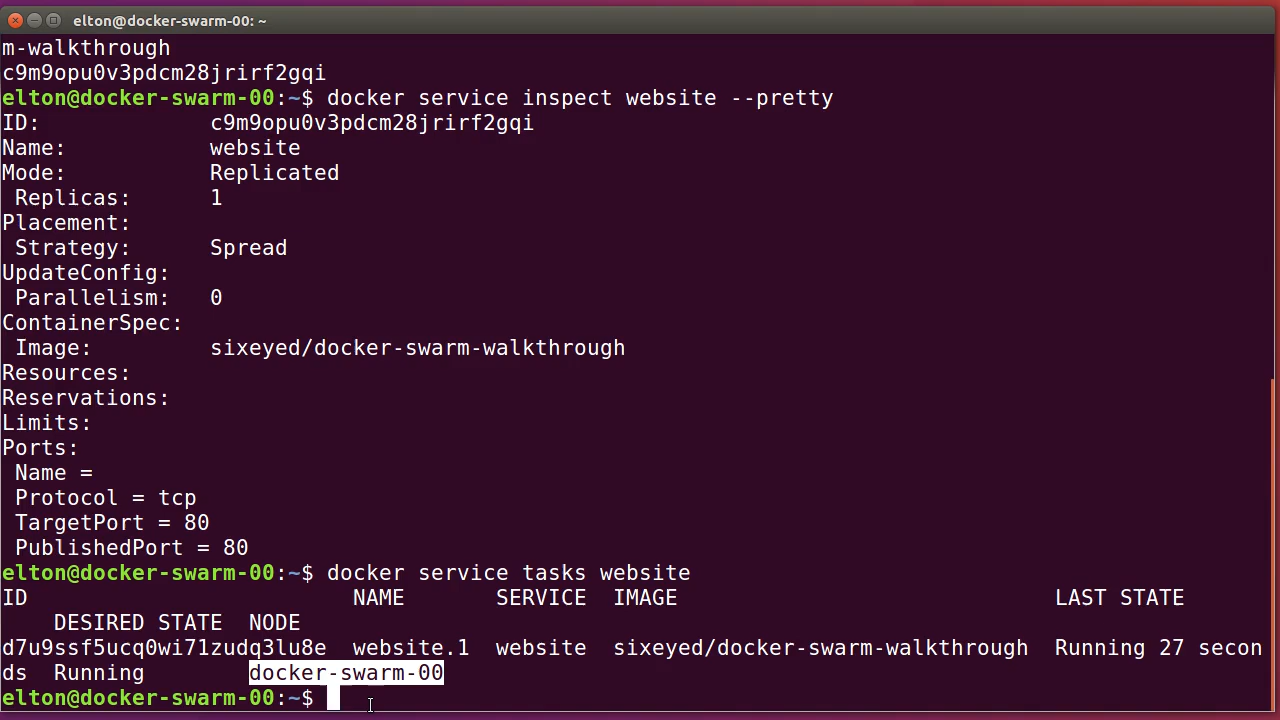 elton@docker-swarm-00: ~
m-walkthrough
c9m9opu0v3pdcm28jrirf2gqi
elton@docker-swarm-00:~$ docker service inspect website --pretty
ID:             c9m9opu0v3pdcm28jrirf2gqi
Name:           website
Mode:           Replicated
 Replicas:      1
Placement:
 Strategy:      Spread
UpdateConfig:
 Parallelism:   0
ContainerSpec:
 Image:         sixeyed/docker-swarm-walkthrough
Resources:
Reservations:
Limits:
Ports:
 Name =
 Protocol = tcp
 TargetPort = 80
 PublishedPort = 80
elton@docker-swarm-00:~$ docker service tasks website
ID                         NAME       SERVICE  IMAGE                             LAST STATE
    DESIRED STATE  NODE
d7u9ssf5ucq0wi71zudq3lu8e  website.1  website  sixeyed/docker-swarm-walkthrough  Running 27 secon
ds  Running        docker-swarm-00
elton@docker-swarm-00:~$